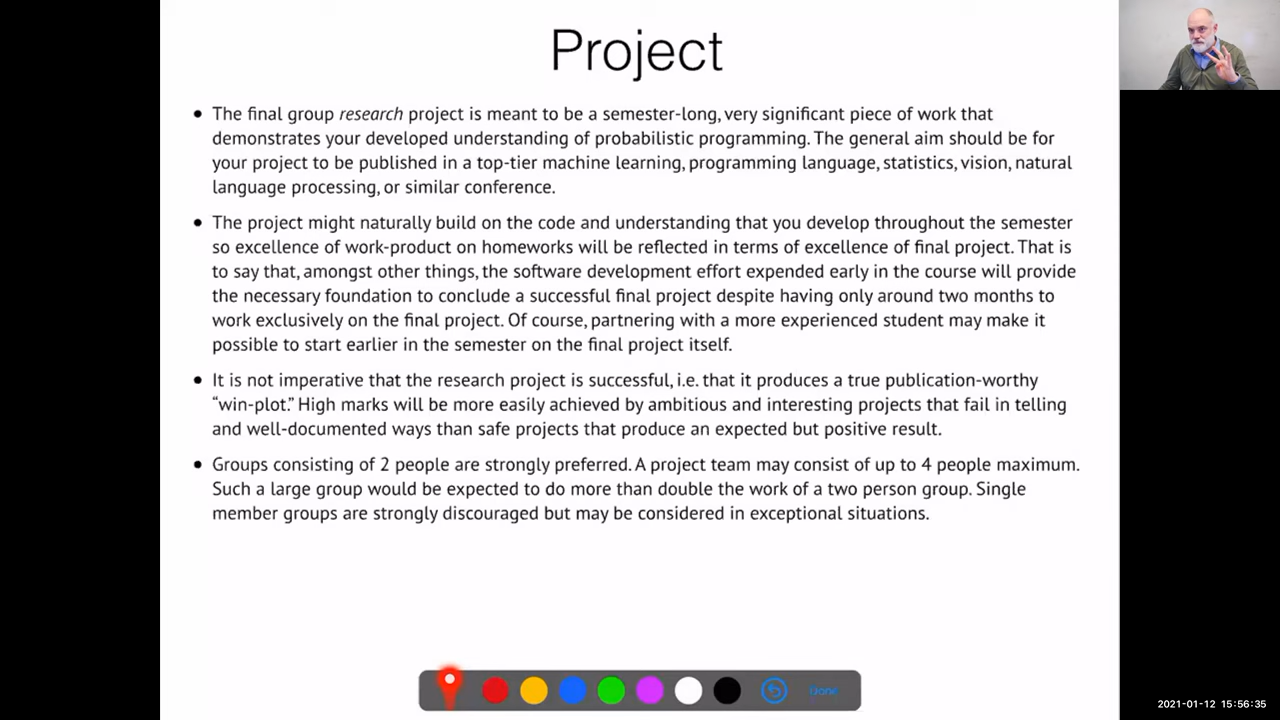 Project
• The final group research project is meant to be a semester-long, very significant piece of work that
demonstrates your developed understanding of probabilistic programming. The general aim should be for
your project to be published in a top-tier machine learning, programming language, statistics, vision, natural
language processing, or similar conference.
• The project might naturally build on the code and understanding that you develop throughout the semester
so excellence of work-product on homeworks will be reflected in terms of excellence of final project. That is
to say that, amongst other things, the software development effort expended early in the course will provide
the necessary foundation to conclude a successful final project despite having only around two months to
work exclusively on the final project. Of course, partnering with a more experienced student may make it
possible to start earlier in the semester on the final project itself.
• It is not imperative that the research project is successful, i.e. that it produces a true publication-worthy
“win-plot.” High marks will be more easily achieved by ambitious and interesting projects that fail in telling
and well-documented ways than safe projects that produce an expected but positive result.
• Groups consisting of 2 people are strongly preferred. A project team may consist of up to 4 people maximum.
Such a large group would be expected to do more than double the work of a two person group. Single
member groups are strongly discouraged but may be considered in exceptional situations.
Done
2021-01-12 15:56:35